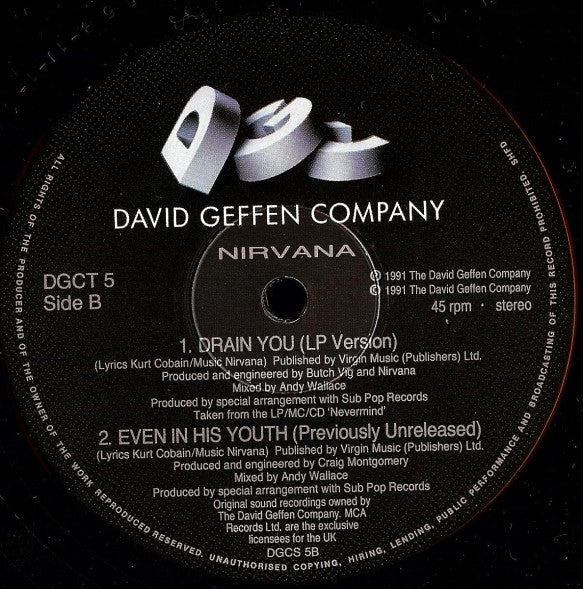 DGC
DAVID GEFFEN COMPANY
NIRVANA
DGCT 5
Side B
℗ 1991 The David Geffen Company
© 1991 The David Geffen Company
45 rpm · stereo
1. DRAIN YOU (LP Version)
(Lyrics Kurt Cobain/Music Nirvana) Published by Virgin Music (Publishers) Ltd.
Produced and engineered by Butch Vig and Nirvana
Mixed by Andy Wallace
Produced by special arrangement with Sub Pop Records
Taken from the LP/MC/CD 'Nevermind'
2. EVEN IN HIS YOUTH (Previously Unreleased)
(Lyrics Kurt Cobain/Music Nirvana) Published by Virgin Music (Publishers) Ltd.
Produced and engineered by Craig Montgomery
Mixed by Andy Wallace
Produced by special arrangement with Sub Pop Records
Original sound recordings owned by
The David Geffen Company. MCA
Records Ltd. are the exclusive
licensees for the UK
DGCS 5B
ALL RIGHTS OF THE PRODUCER AND OF THE OWNER OF THE WORK REPRODUCED RESERVED. UNAUTHORISED COPYING, HIRING, LENDING, PUBLIC PERFORMANCE AND BROADCASTING OF THIS RECORD PROHIBITED. SHFD